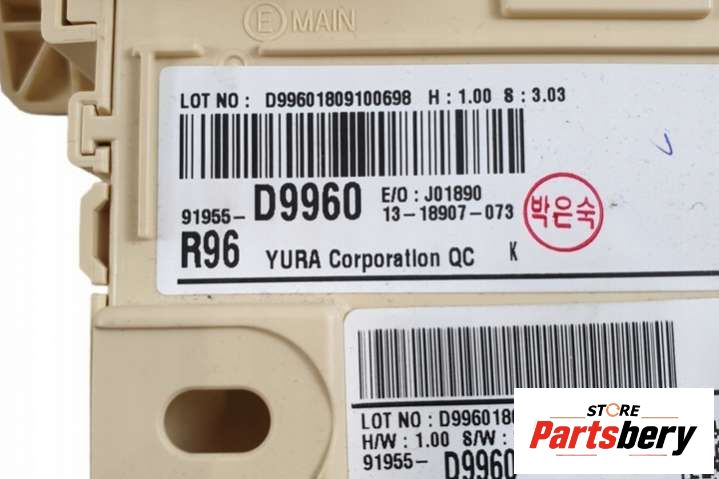 Ⓔ MAIN
LOT NO : D99601809100698 H : 1.00 S : 3.03
91955- D9960 E/O : J01890
13-18907-073
박은숙
R96 YURA Corporation QC K
LOT NO : D9960180
H/W : 1.00 S/W :
91955- D9960
STORE
Partsbery